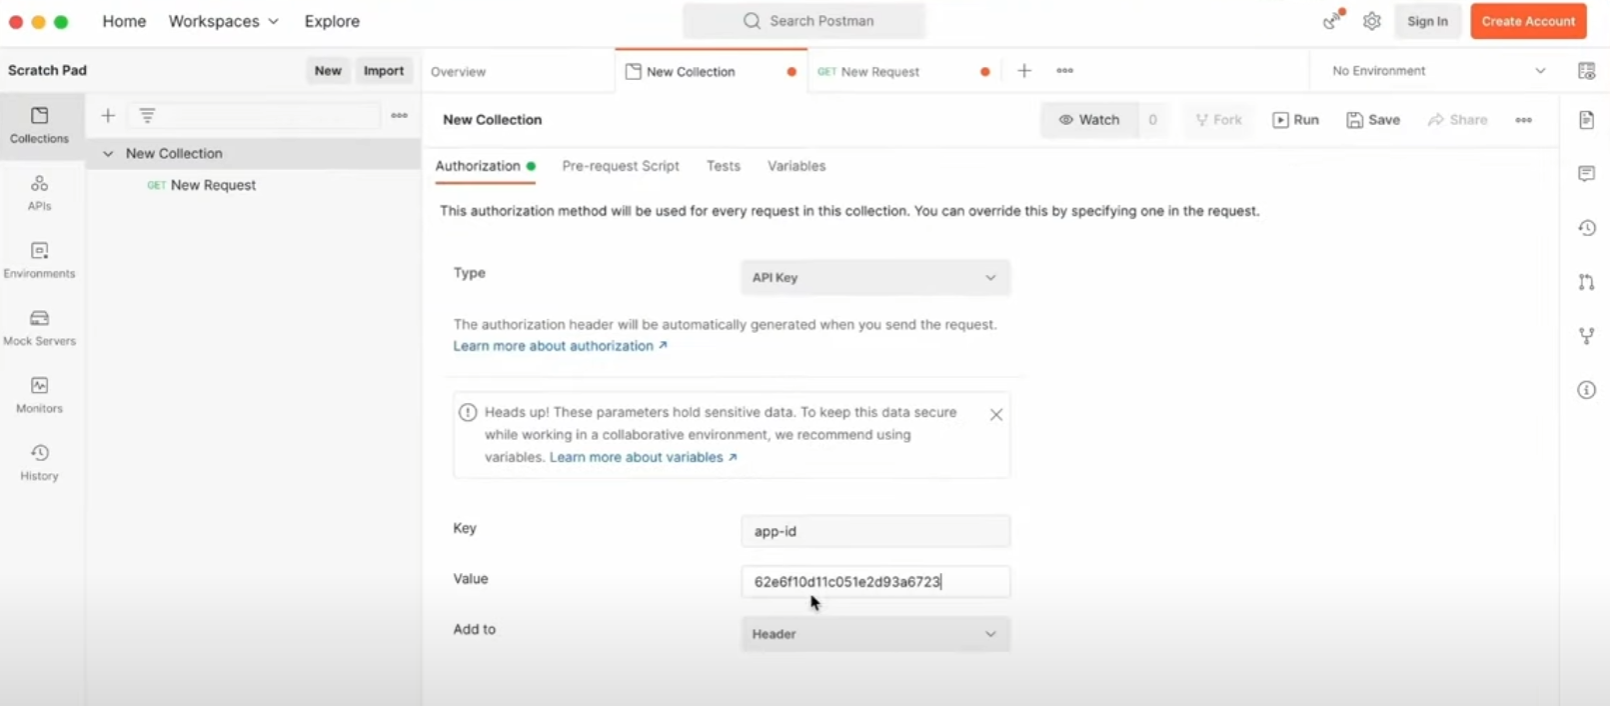 Home Workspaces Explore Search Postman Sign In Create Account
Scratch Pad New Import Overview New Collection GET New Request No Environment
Collections
New Collection Watch 0 Fork Run Save Share
New Collection
GET New Request
Authorization Pre-request Script Tests Variables
APIs
This authorization method will be used for every request in this collection. You can override this by specifying one in the request.
Environments
Type API Key
Mock Servers
The authorization header will be automatically generated when you send the request.
Learn more about authorization ↗
Monitors
Heads up! These parameters hold sensitive data. To keep this data secure
while working in a collaborative environment, we recommend using
variables. Learn more about variables ↗
History
Key app-id
Value 62e6f10d11c051e2d93a6723
Add to Header